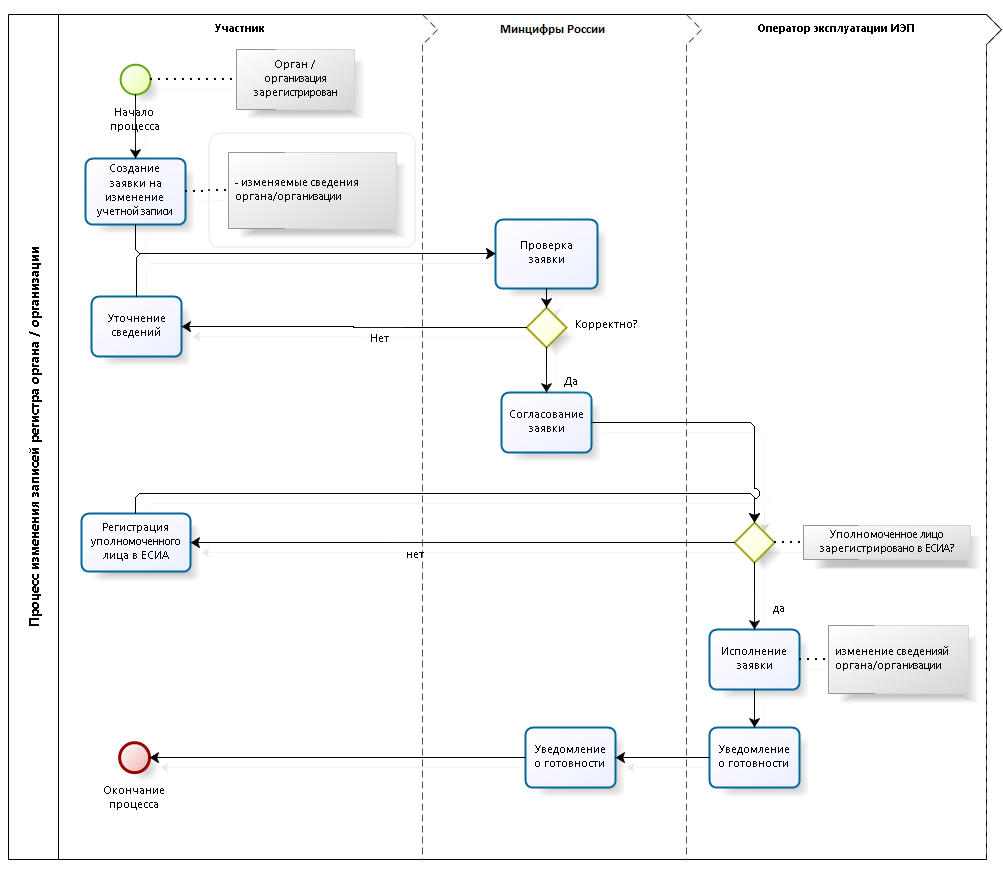 Участник
Минцифры России
Оператор эксплуатации ИЭП
Процесс изменения записей регистра органа / организации
Орган /
организация
зарегистрирован
Начало
процесса
Создание
заявки на
изменение
учетной записи
- изменяемые сведения
органа/организации
Проверка
заявки
Уточнение
сведений
Корректно?
Нет
Да
Согласование
заявки
Регистрация
уполномоченного
лица в ЕСИА
нет
Уполномоченное лицо
зарегистрировано в ЕСИА?
да
Исполнение
заявки
изменение сведенияй
органа/организации
Уведомление
о готовности
Уведомление
о готовности
Окончание
процесса